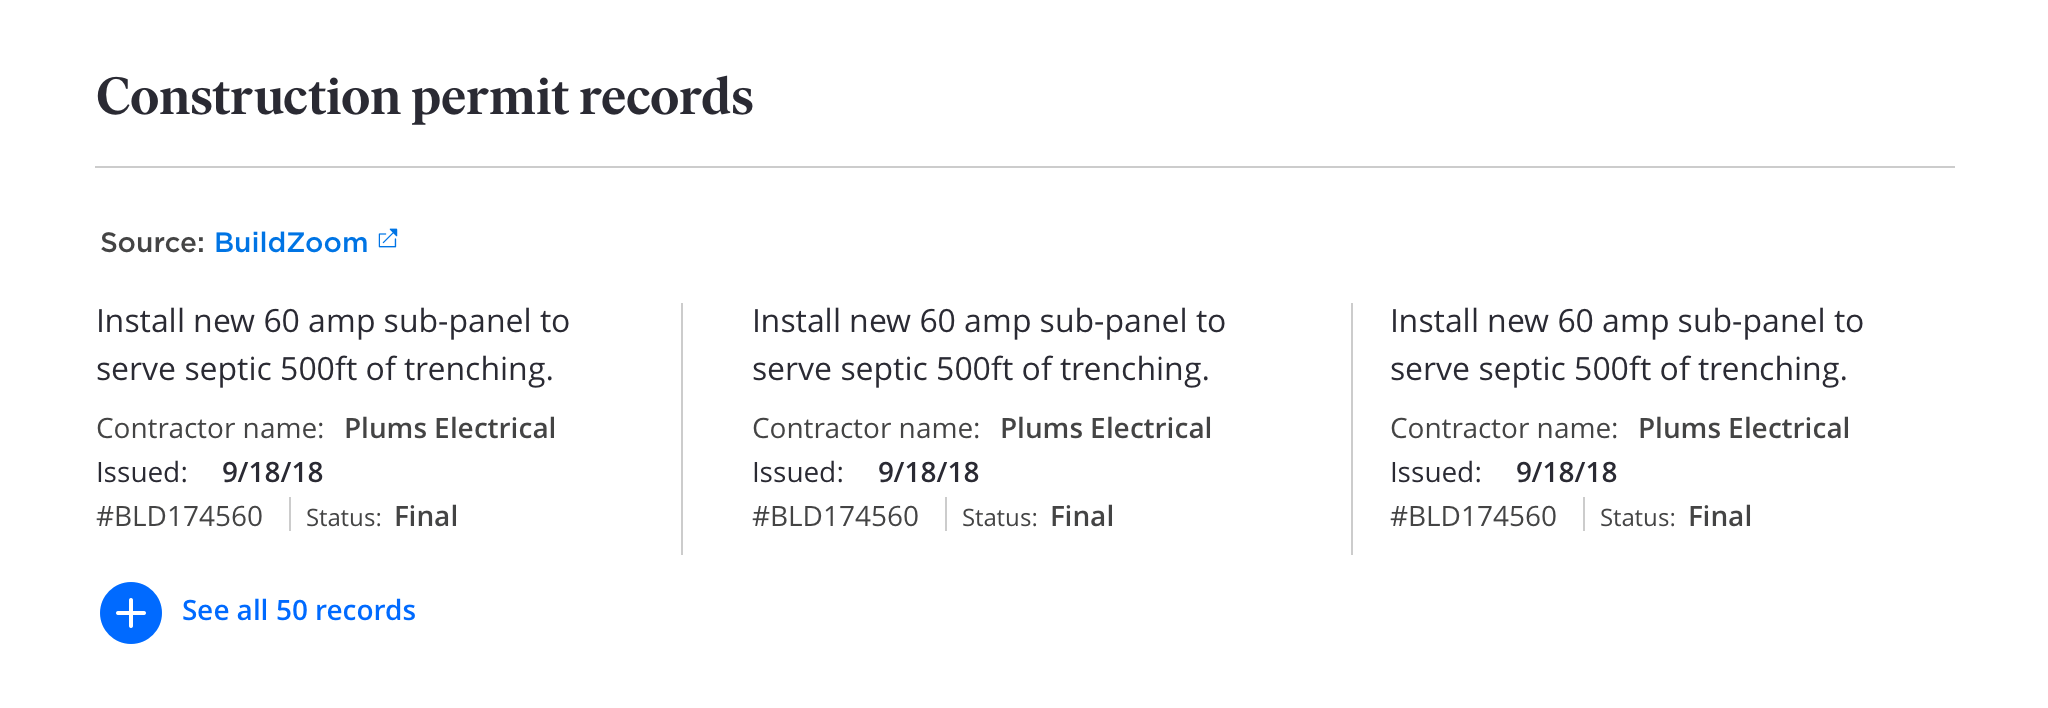 Construction permit records
Source: BuildZoom
Install new 60 amp sub-panel to
serve septic 500ft of trenching.
Contractor name: Plums Electrical
Issued: 9/18/18
#BLD174560 Status: Final
Install new 60 amp sub-panel to
serve septic 500ft of trenching.
Contractor name: Plums Electrical
Issued: 9/18/18
#BLD174560 Status: Final
Install new 60 amp sub-panel to
serve septic 500ft of trenching.
Contractor name: Plums Electrical
Issued: 9/18/18
#BLD174560 Status: Final
See all 50 records